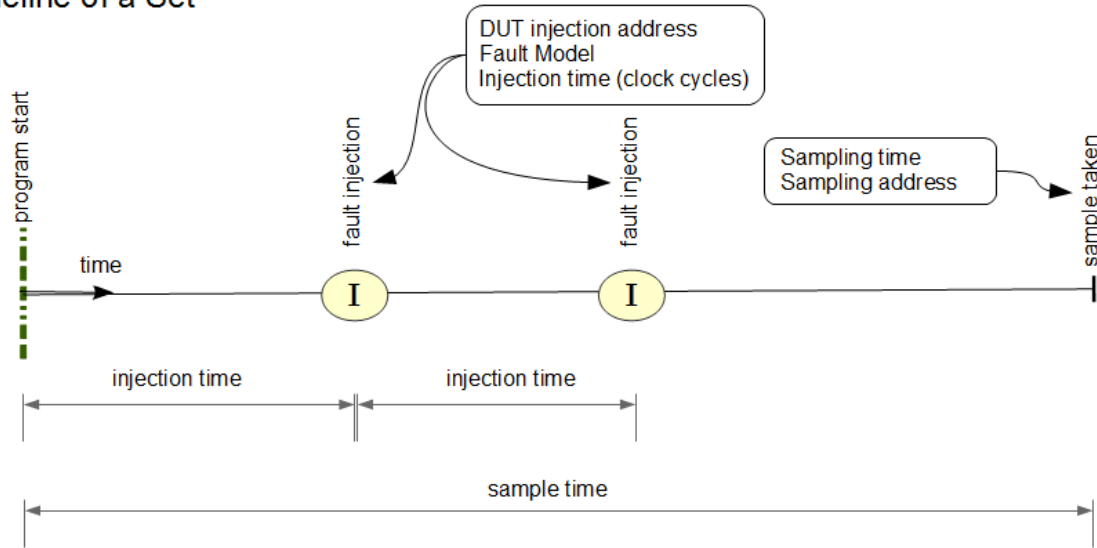 of a Set
DUT injection address
Fault Model
Injection time (clock cycles)
program start
fault injection
fault injection
Sampling time
Sampling address
sample taken
time
I
I
injection time
injection time
sample time